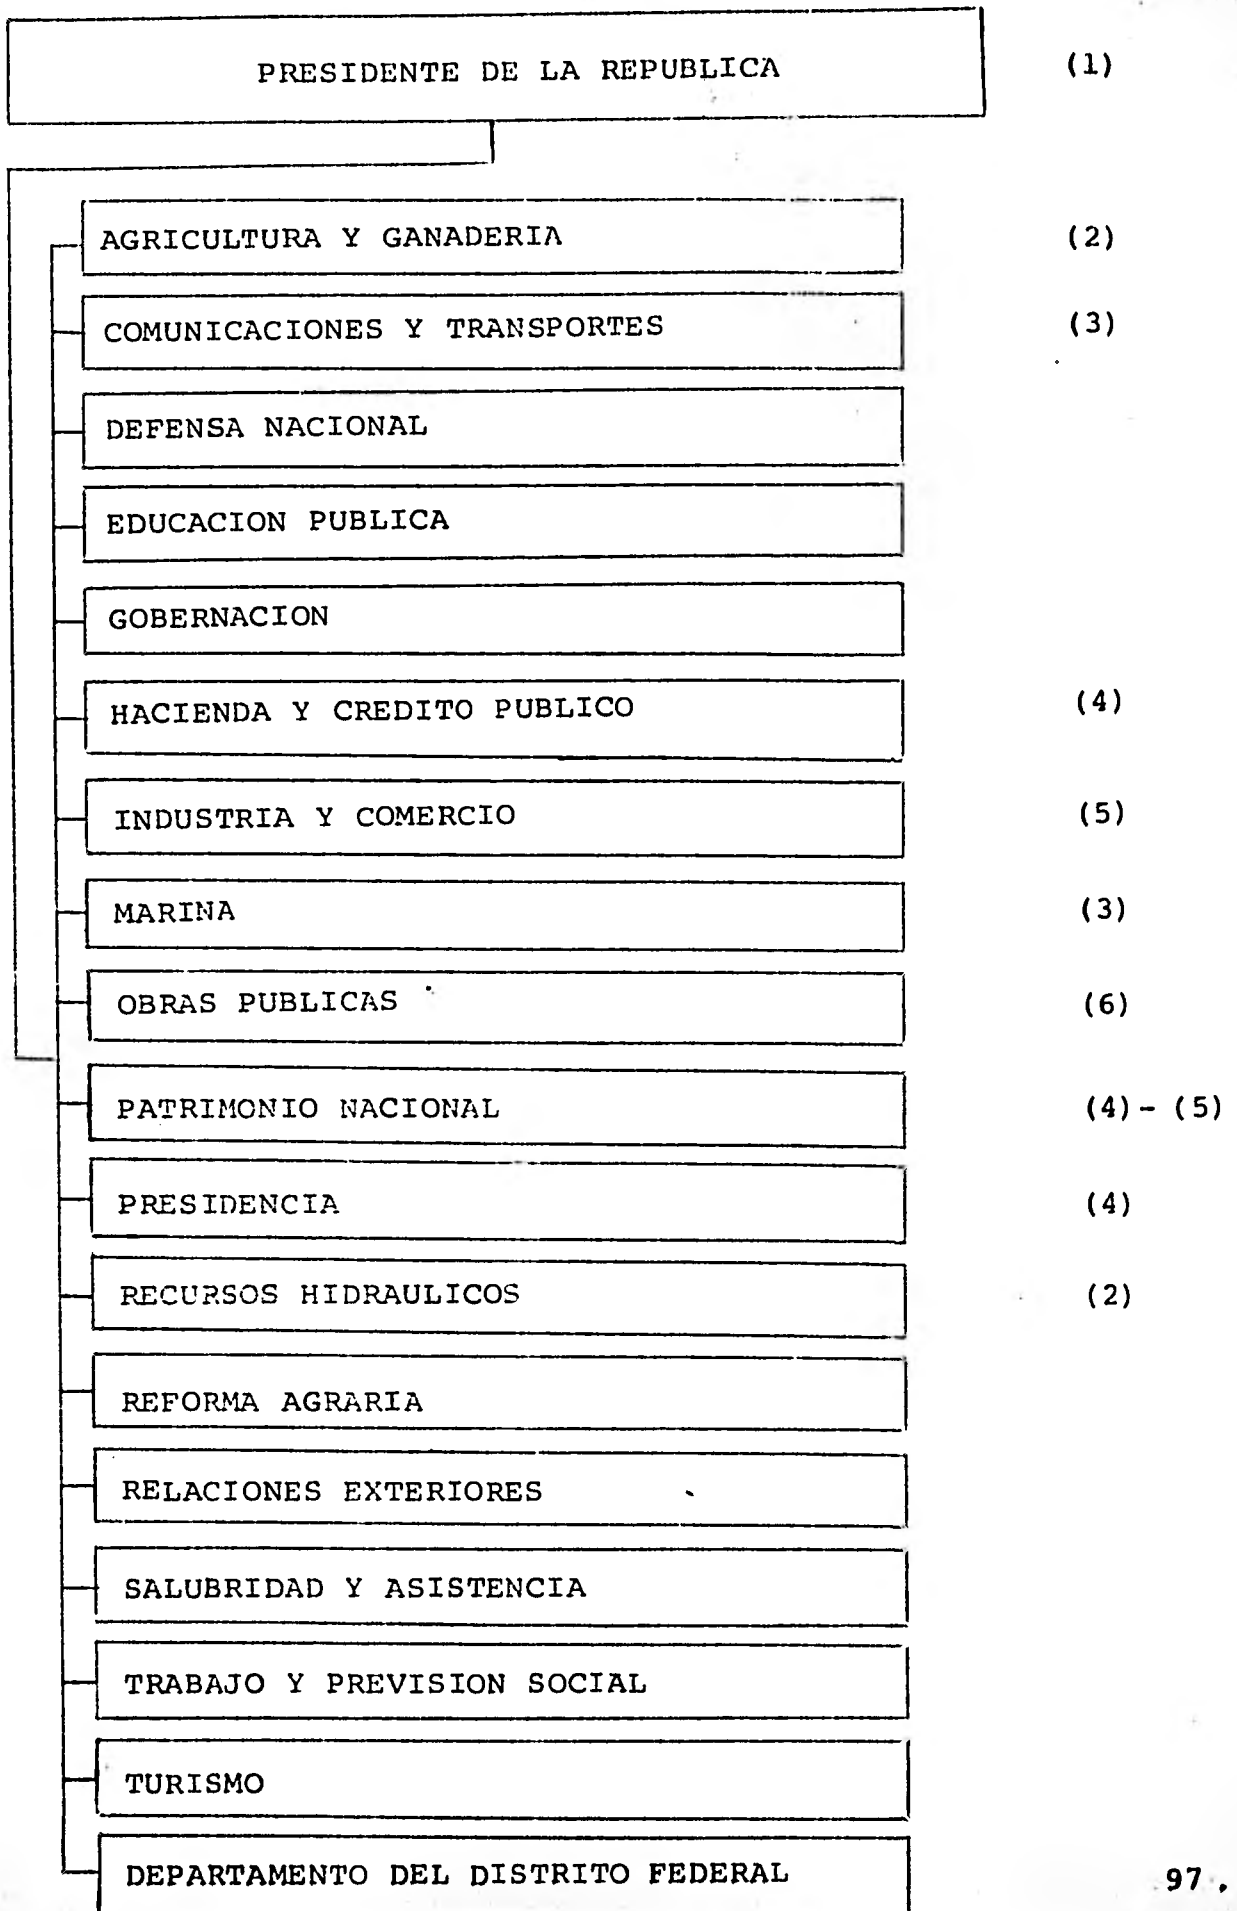 PRESIDENTE DE LA REPUBLICA (1)
AGRICULTURA Y GANADERIA (2)
COMUNICACIONES Y TRANSPORTES (3)
DEFENSA NACIONAL
EDUCACION PUBLICA
GOBERNACION
HACIENDA Y CREDITO PUBLICO (4)
INDUSTRIA Y COMERCIO (5)
MARINA (3)
OBRAS PUBLICAS (6)
PATRIMONIO NACIONAL (4) - (5)
PRESIDENCIA (4)
RECURSOS HIDRAULICOS (2)
REFORMA AGRARIA
RELACIONES EXTERIORES
SALUBRIDAD Y ASISTENCIA
TRABAJO Y PREVISION SOCIAL
TURISMO
DEPARTAMENTO DEL DISTRITO FEDERAL
97.